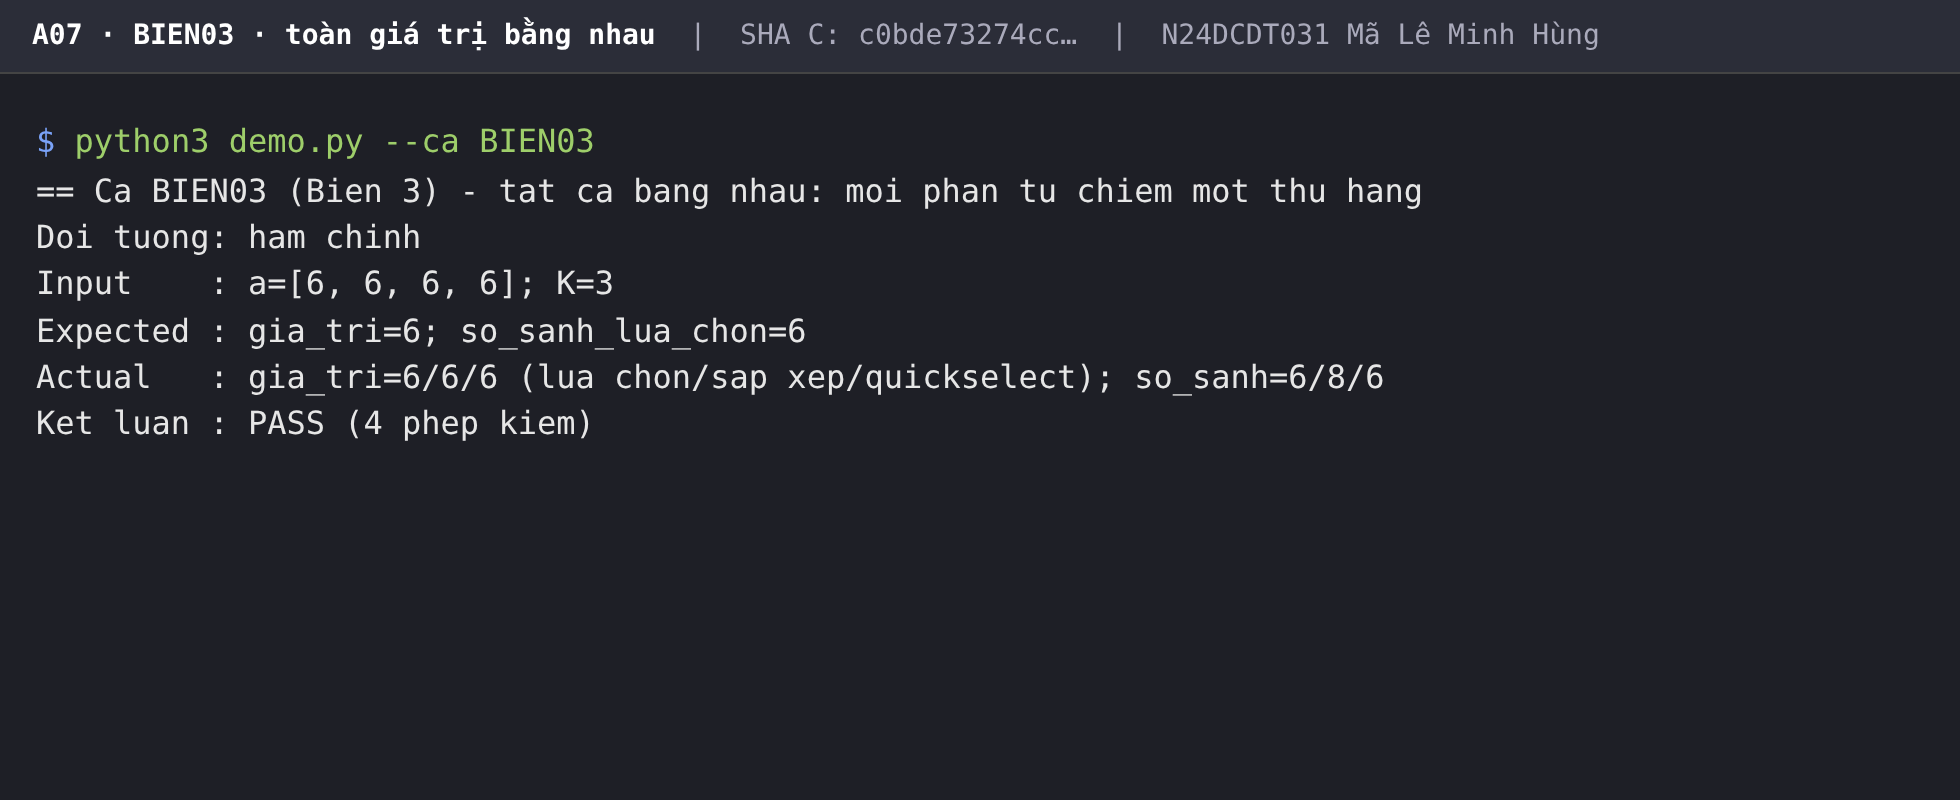 A07 · BIEN03 · toàn giá trị bằng nhau | SHA C: c0bde73274cc… | N24DCDT031 Mã Lê Minh Hùng
$ python3 demo.py --ca BIEN03
== Ca BIEN03 (Bien 3) - tat ca bang nhau: moi phan tu chiem mot thu hang
Doi tuong: ham chinh
Input    : a=[6, 6, 6, 6]; K=3
Expected : gia_tri=6; so_sanh_lua_chon=6
Actual   : gia_tri=6/6/6 (lua chon/sap xep/quickselect); so_sanh=6/8/6
Ket luan : PASS (4 phep kiem)